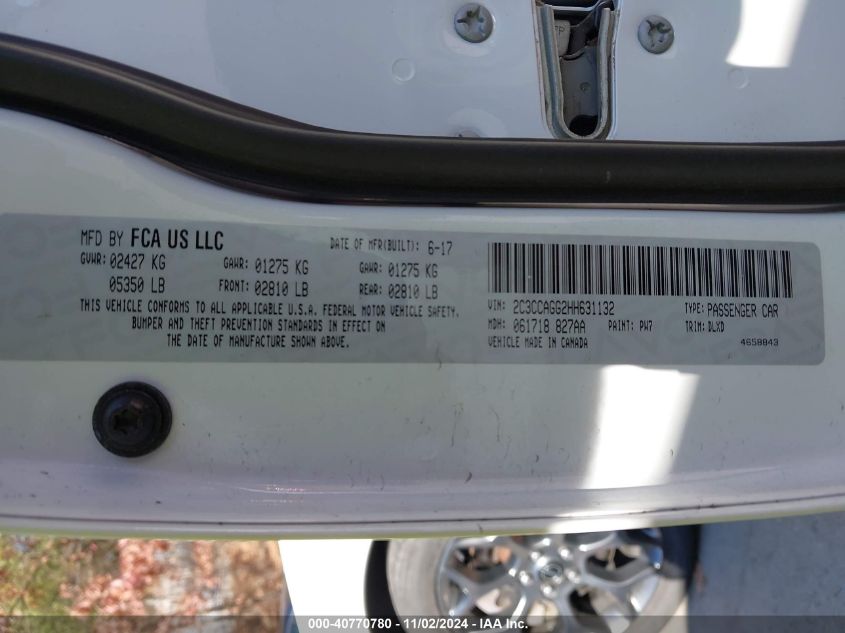 MFD BY FCA US LLC
DATE OF MFR(BUILT): 6-17
GVWR: 02427 KG GAWR: 01275 KG GAWR: 01275 KG
05350 LB FRONT: 02810 LB REAR: 02810 LB
THIS VEHICLE CONFORMS TO ALL APPLICABLE U.S.A. FEDERAL MOTOR VEHICLE SAFETY,
BUMPER AND THEFT PREVENTION STANDARDS IN EFFECT ON
THE DATE OF MANUFACTURE SHOWN ABOVE.
VIN: 2C3CCAGG2HH631132 TYPE: PASSENGER CAR
MDH: 061718 827AA PAINT: PW7 TRIM: DLXD
VEHICLE MADE IN CANADA 4658843
000-40770780 - 11/02/2024 - IAA Inc.